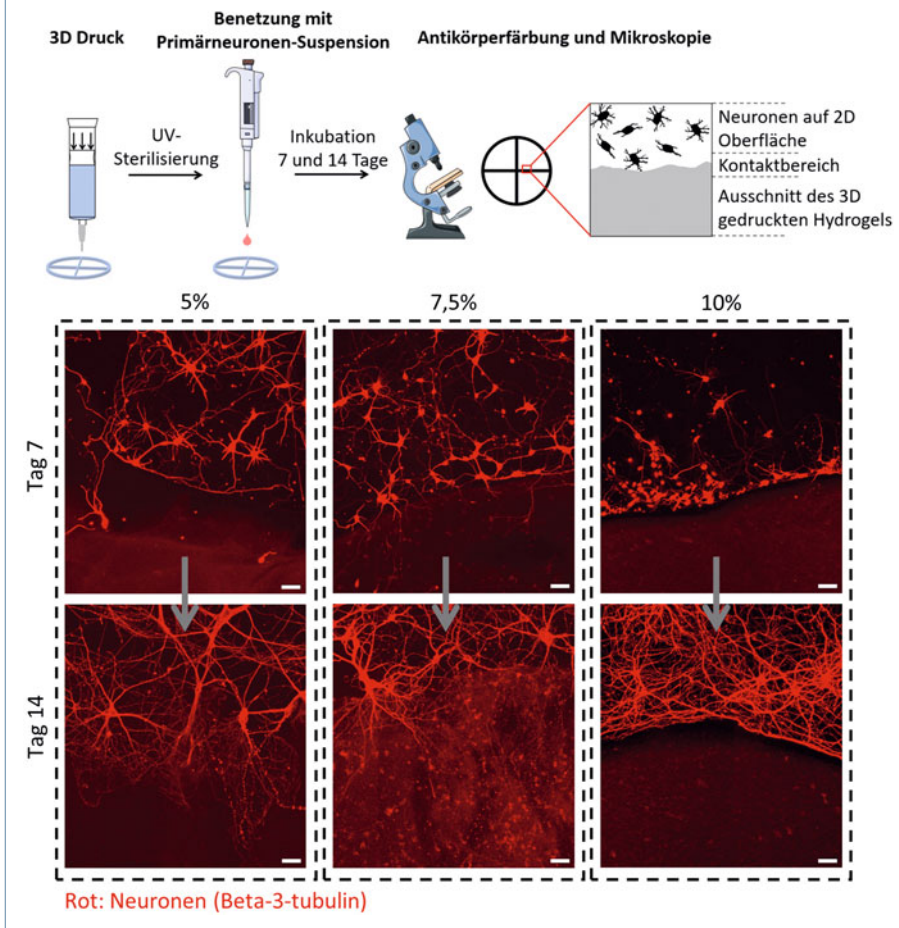 3D Druck
Benetzung mit
Primärneuronen-Suspension
Antikörperfärbung und Mikroskopie
UV-
Sterilisierung
Inkubation
7 und 14 Tage
Neuronen auf 2D
Oberfläche
Kontaktbereich
Ausschnitt des 3D
gedruckten Hydrogels
5%
7,5%
10%
Tag 7
Tag 14
Rot: Neuronen (Beta-3-tubulin)